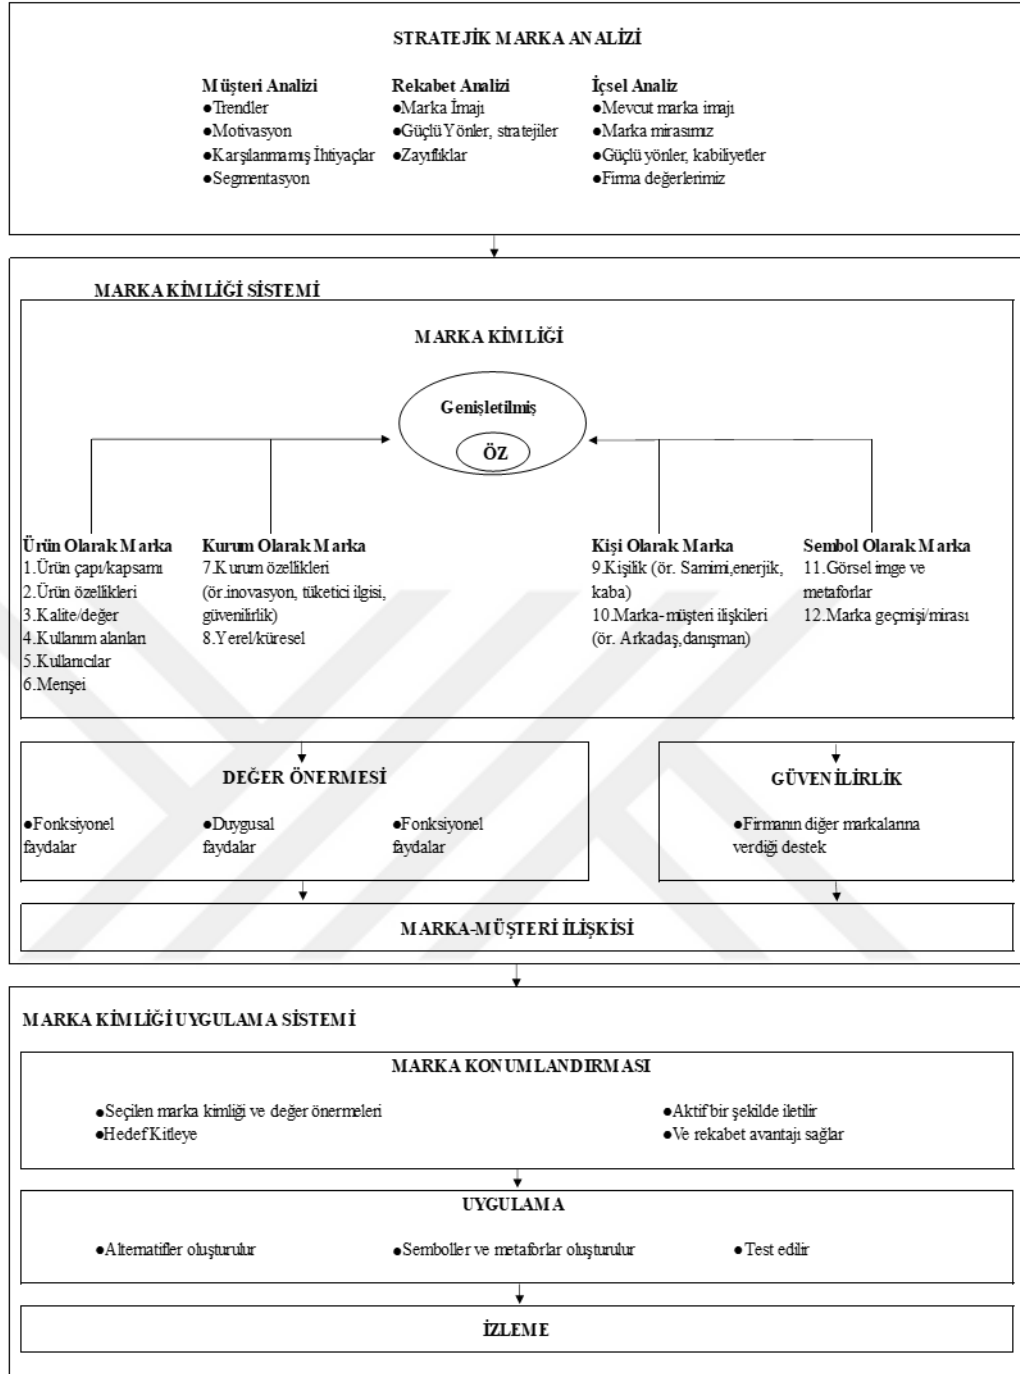 STRATEJİK MARKA ANALİZİ
Müşteri Analizi
●Trendler
●Motivasyon
●Karşılanmamış İhtiyaçlar
●Segmentasyon
Rekabet Analizi
●Marka İmajı
●Güçlü Yönler, stratejiler
●Zayıflıklar
İçsel Analiz
●Mevcut marka imajı
●Marka mirasımız
●Güçlü yönler, kabiliyetler
●Firma değerlerimiz
MARKA KİMLİĞİ SİSTEMİ
MARKA KİMLİĞİ
Genişletilmiş
ÖZ
Ürün Olarak Marka
1.Ürün çapı/kapsamı
2.Ürün özellikleri
3.Kalite/değer
4.Kullanım alanları
5.Kullanıcılar
6.Menşei
Kurum Olarak Marka
7.Kurum özellikleri
(ör.inovasyon, tüketici ilgisi,
güvenilirlik)
8.Yerel/küresel
Kişi Olarak Marka
9.Kişilik (ör. Samimi,enerjik,
kaba)
10.Marka-müşteri ilişkileri
(ör. Arkadaş,danışman)
Sembol Olarak Marka
11.Görsel imge ve
metaforlar
12.Marka geçmişi/mirası
DEĞER ÖNERMESİ
●Fonksiyonel
faydalar
●Duygusal
faydalar
●Fonksiyonel
faydalar
GÜVENİLİRLİK
●Firmanın diğer markalarına
verdiği destek
MARKA-MÜŞTERİ İLİŞKİSİ
MARKA KİMLİĞİ UYGULAMA SİSTEMİ
MARKA KONUMLANDIRMASI
●Seçilen marka kimliği ve değer önermeleri
●Hedef Kitleye
●Aktif bir şekilde iletilir
●Ve rekabet avantajı sağlar
UYGULAMA
●Alternatifler oluşturulur
●Semboller ve metaforlar oluşturulur
●Test edilir
İZLEME